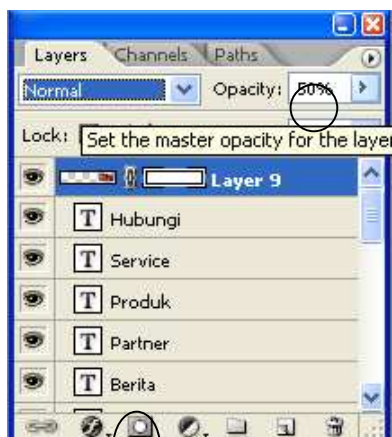 Layers Channels Paths
Normal Opacity: 50%
Lock: Set the master opacity for the laye
Layer 9
T Hubungi
T Service
T Produk
T Partner
T Berita